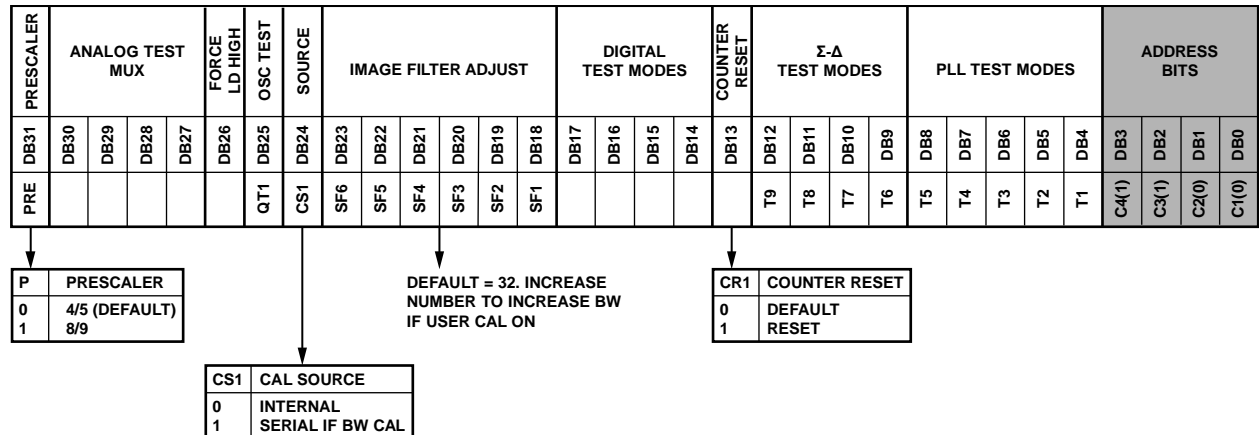 PRESCALER
ANALOG TEST
MUX
FORCE
LD HIGH
OSC TEST
SOURCE
IMAGE FILTER ADJUST
DIGITAL
TEST MODES
COUNTER
RESET
Σ-Δ
TEST MODES
PLL TEST MODES
ADDRESS
BITS
DB31 DB30 DB29 DB28 DB27 DB26 DB25 DB24 DB23 DB22 DB21 DB20 DB19 DB18 DB17 DB16 DB15 DB14 DB13 DB12 DB11 DB10 DB9 DB8 DB7 DB6 DB5 DB4 DB3 DB2 DB1 DB0
PRE QT1 CS1 SF6 SF5 SF4 SF3 SF2 SF1 T9 T8 T7 T6 T5 T4 T3 T2 T1 C4(1) C3(1) C2(0) C1(0)
P PRESCALER
0 4/5 (DEFAULT)
1 8/9
DEFAULT = 32. INCREASE
NUMBER TO INCREASE BW
IF USER CAL ON
CR1 COUNTER RESET
0 DEFAULT
1 RESET
CS1 CAL SOURCE
0 INTERNAL
1 SERIAL IF BW CAL